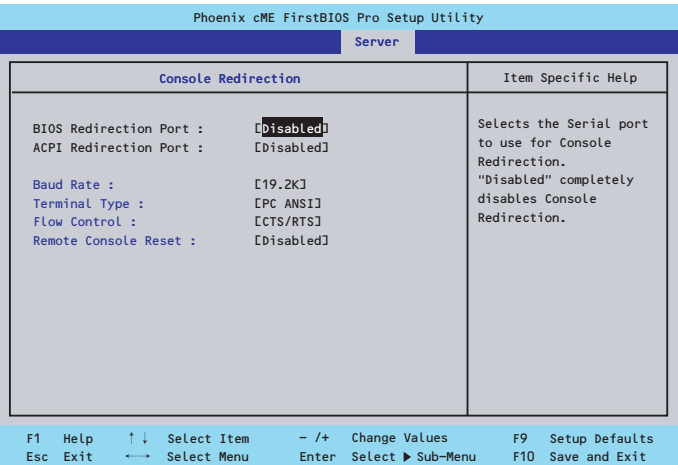 Phoenix cME FirstBIOS Pro Setup Utility
Server
Console Redirection
Item Specific Help
BIOS Redirection Port : [Disabled]
ACPI Redirection Port : [Disabled]
Baud Rate : [19.2K]
Terminal Type : [PC ANSI]
Flow Control : [CTS/RTS]
Remote Console Reset : [Disabled]
Selects the Serial port
to use for Console
Redirection.
"Disabled" completely
disables Console
Redirection.
F1 Help ↑↓ Select Item - /+ Change Values F9 Setup Defaults
Esc Exit ←→ Select Menu Enter Select ▶ Sub-Menu F10 Save and Exit